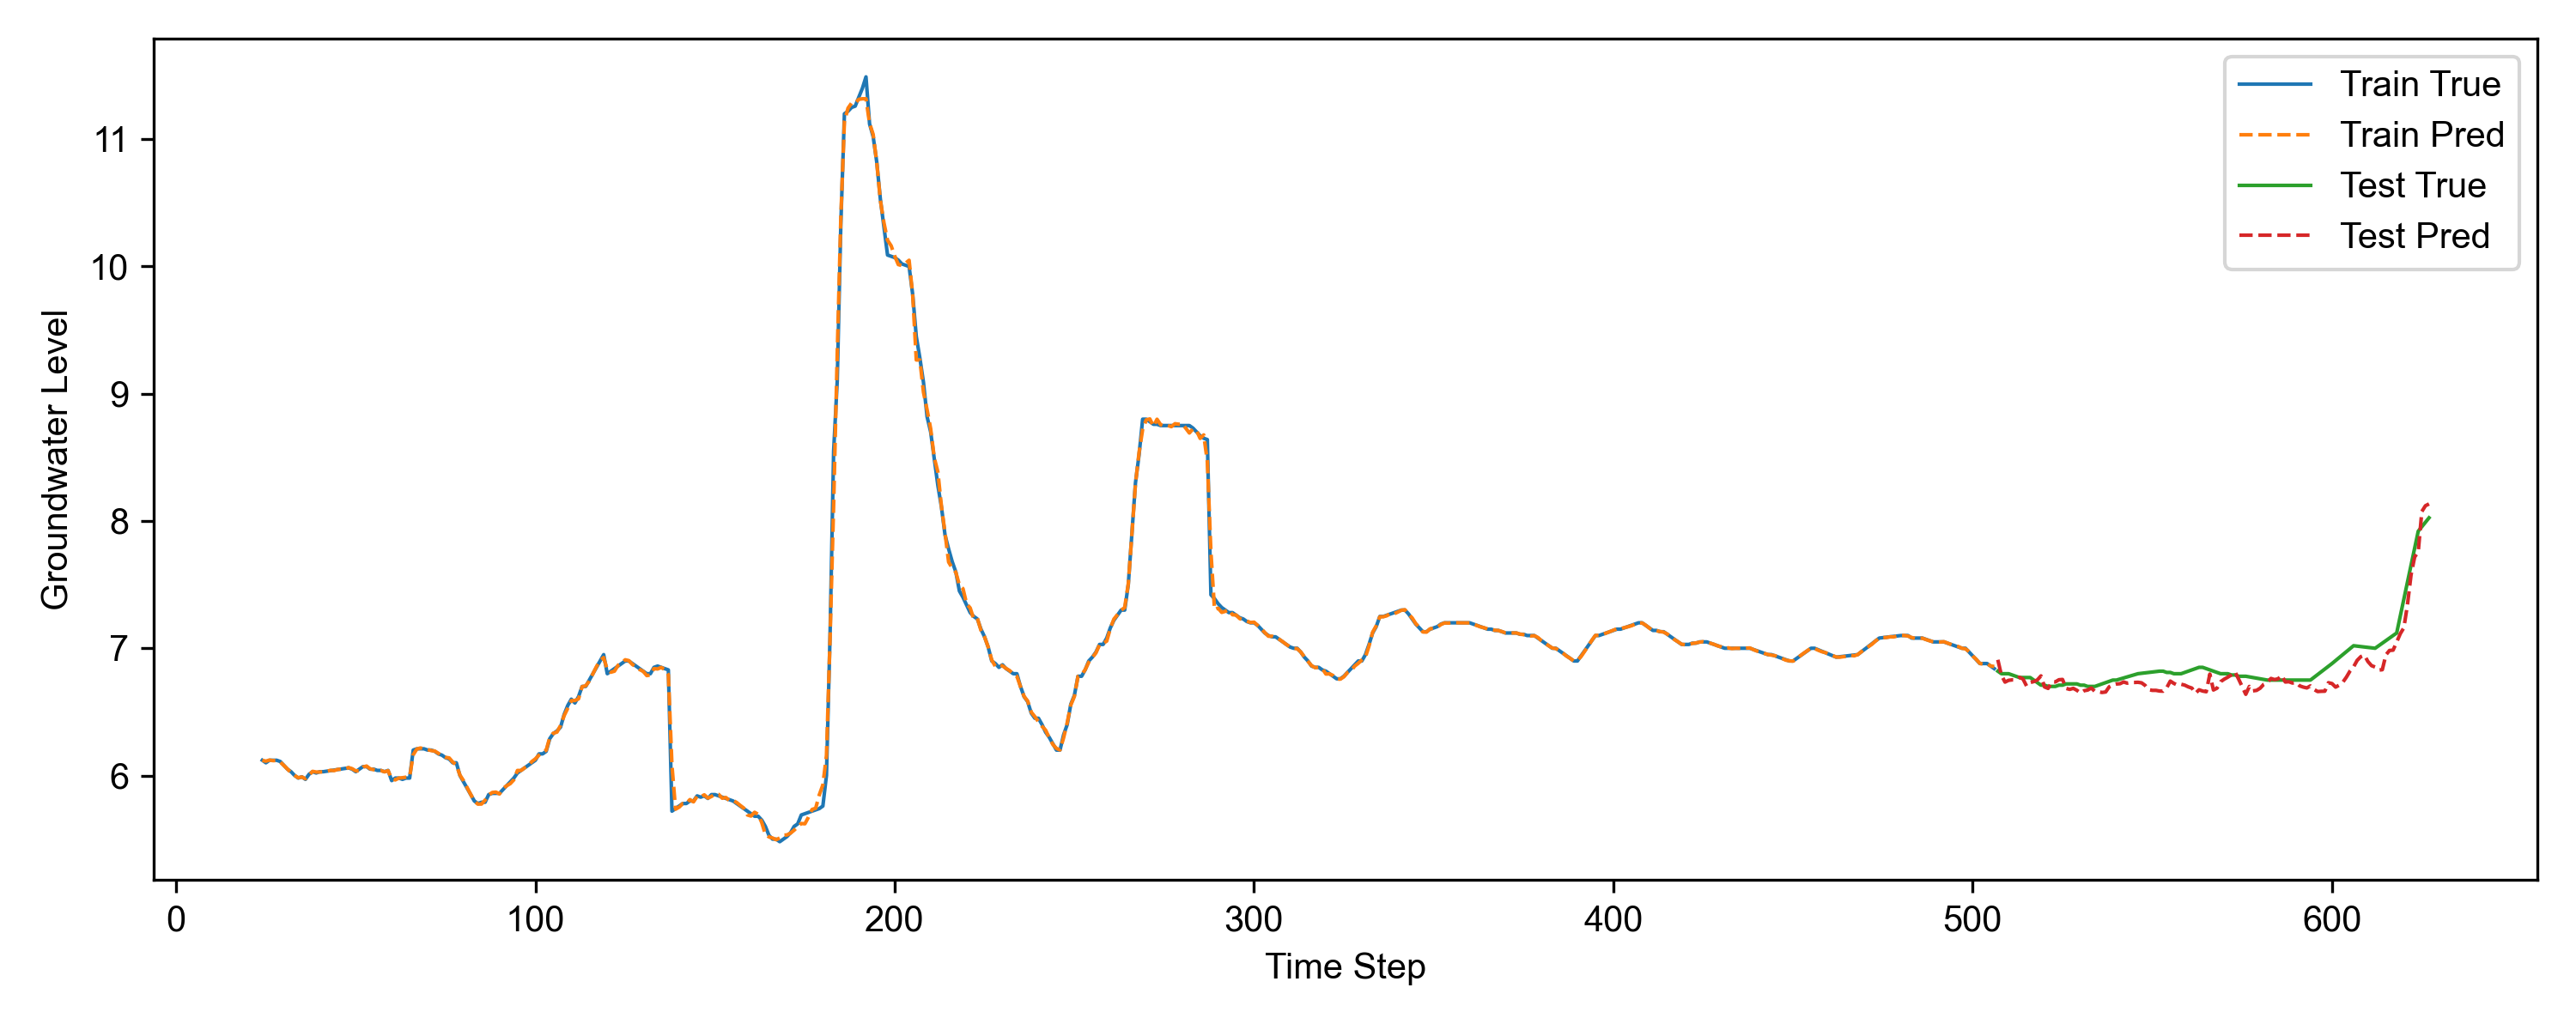 Train True
Train Pred
Test True
Test Pred
11
10
9
8
7
6
Groundwater Level
0 100 200 300 400 500 600
Time Step